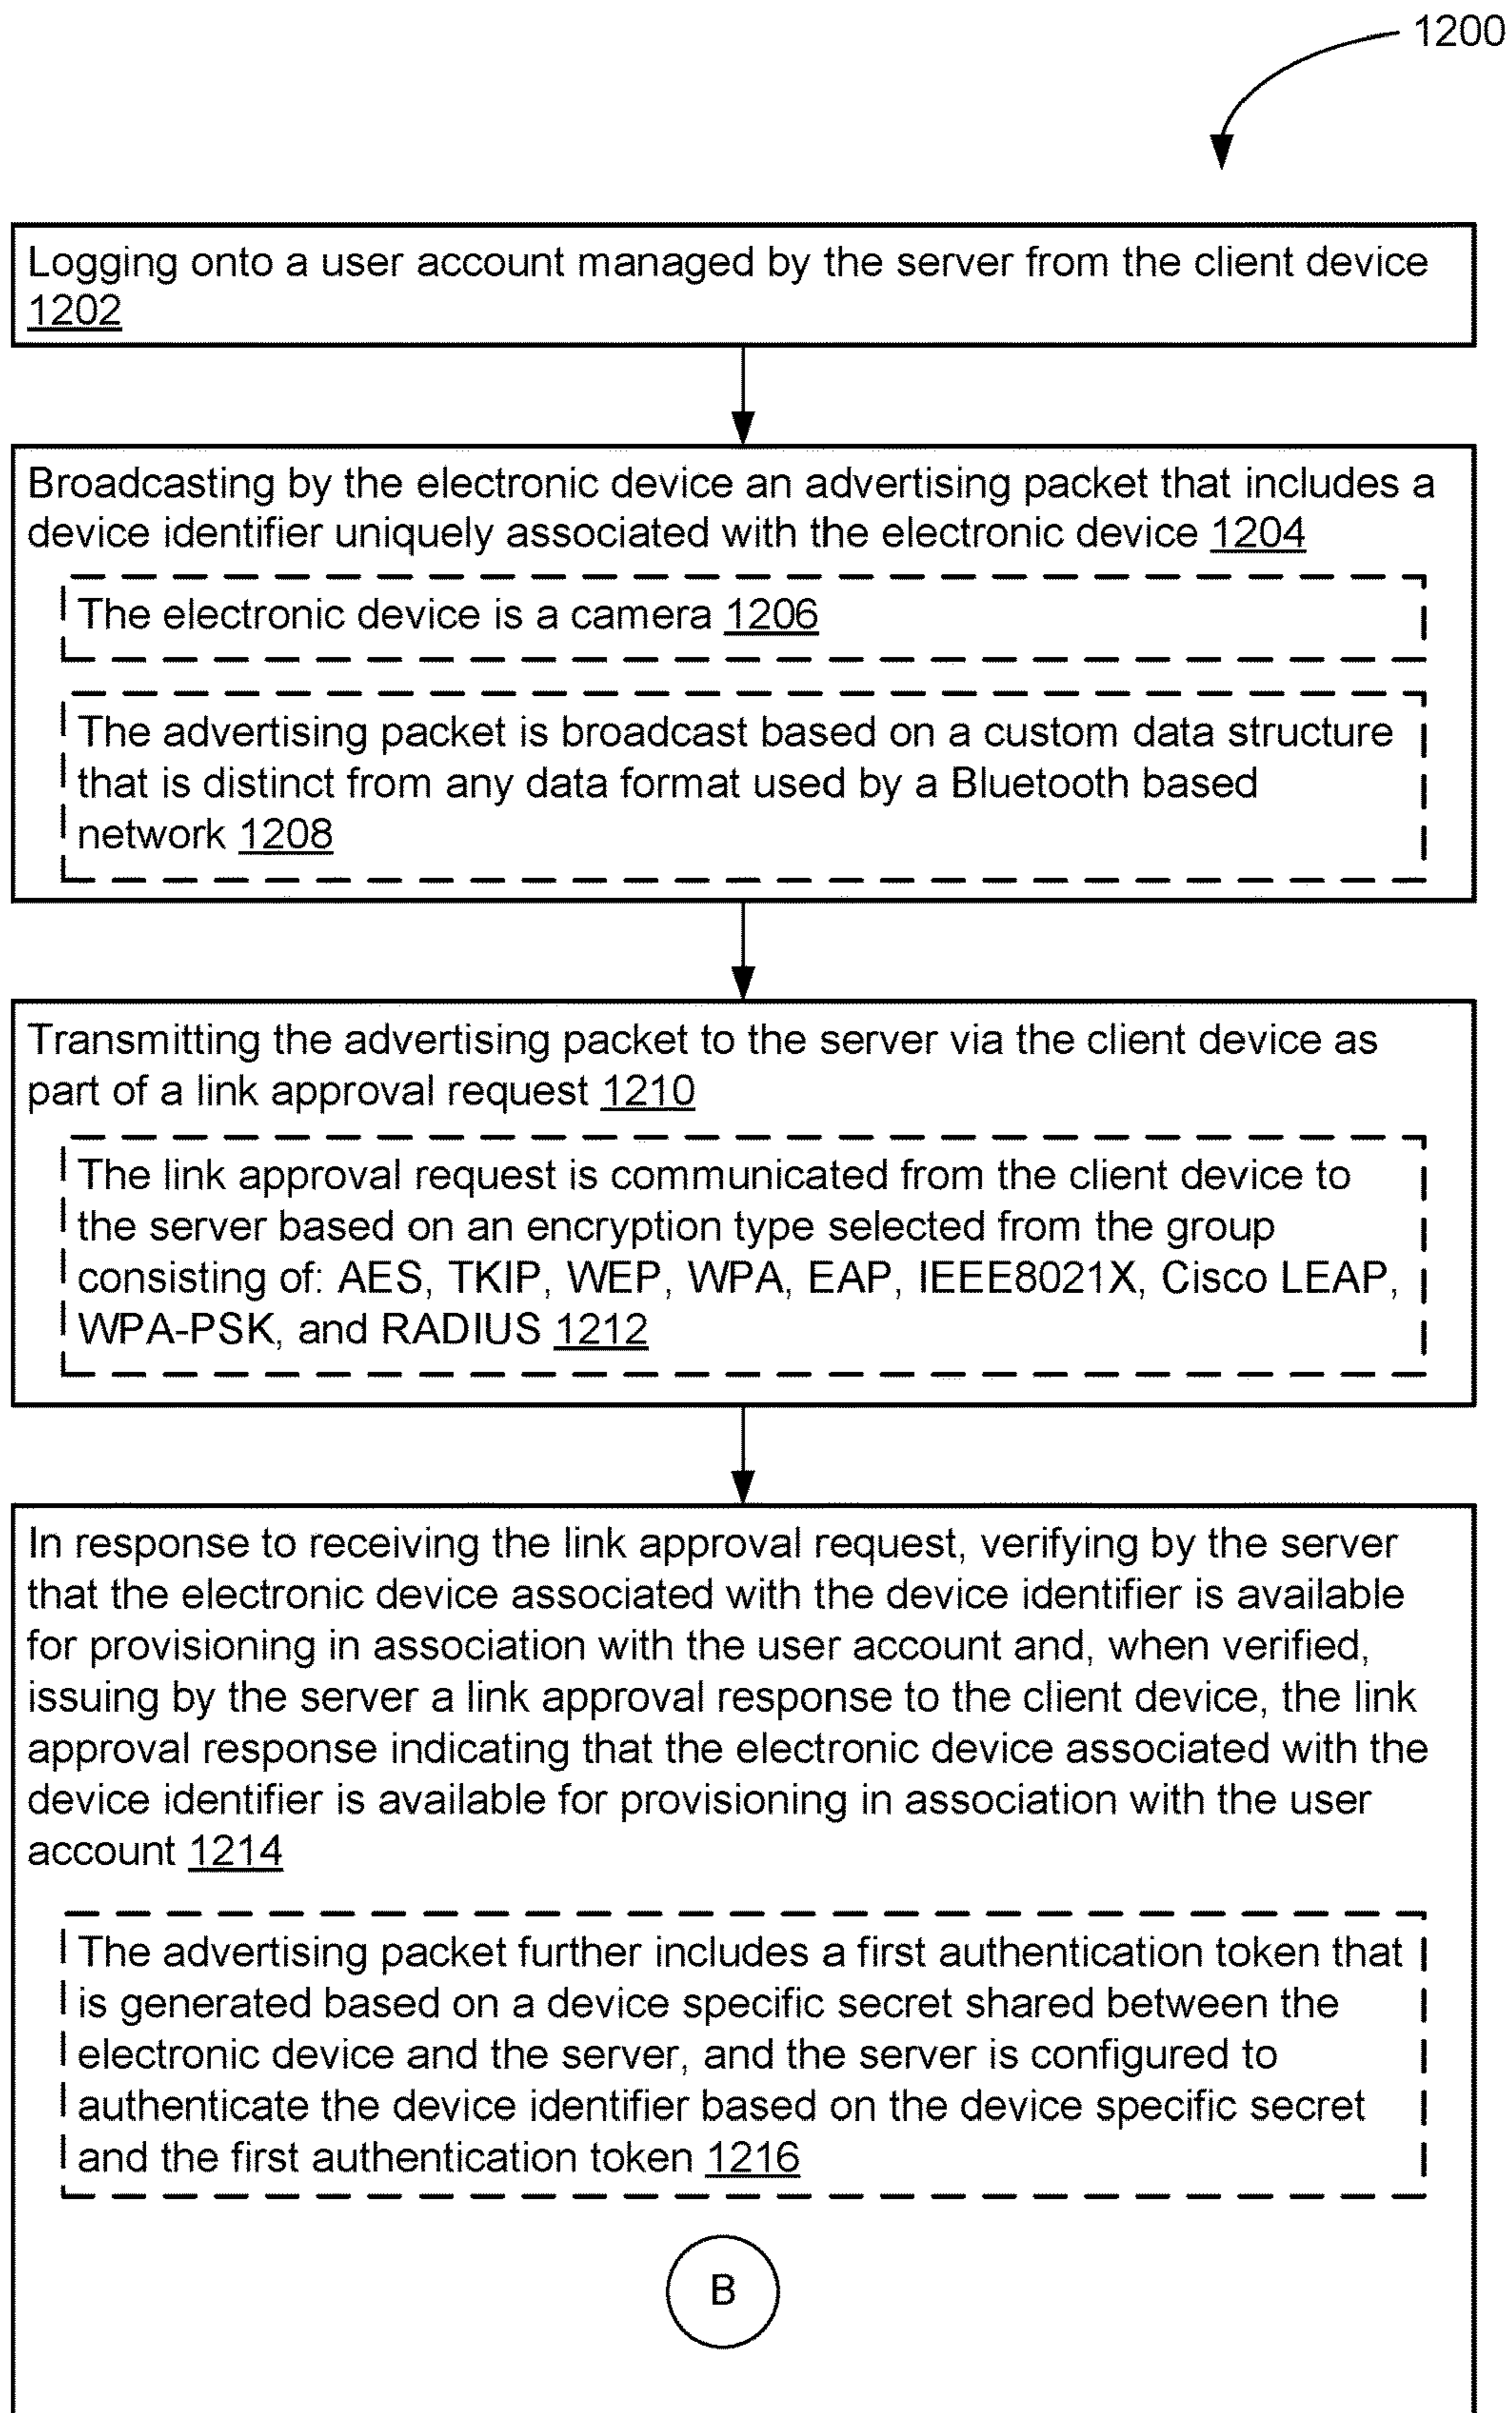 1200
Logging onto a user account managed by the server from the client device
1202
Broadcasting by the electronic device an advertising packet that includes a
device identifier uniquely associated with the electronic device 1204
The electronic device is a camera 1206
The advertising packet is broadcast based on a custom data structure
that is distinct from any data format used by a Bluetooth based
network 1208
Transmitting the advertising packet to the server via the client device as
part of a link approval request 1210
The link approval request is communicated from the client device to
the server based on an encryption type selected from the group
consisting of: AES, TKIP, WEP, WPA, EAP, IEEE8021X, Cisco LEAP,
WPA-PSK, and RADIUS 1212
In response to receiving the link approval request, verifying by the server
that the electronic device associated with the device identifier is available
for provisioning in association with the user account and, when verified,
issuing by the server a link approval response to the client device, the link
approval response indicating that the electronic device associated with the
device identifier is available for provisioning in association with the user
account 1214
The advertising packet further includes a first authentication token that
is generated based on a device specific secret shared between the
electronic device and the server, and the server is configured to
authenticate the device identifier based on the device specific secret
and the first authentication token 1216
B